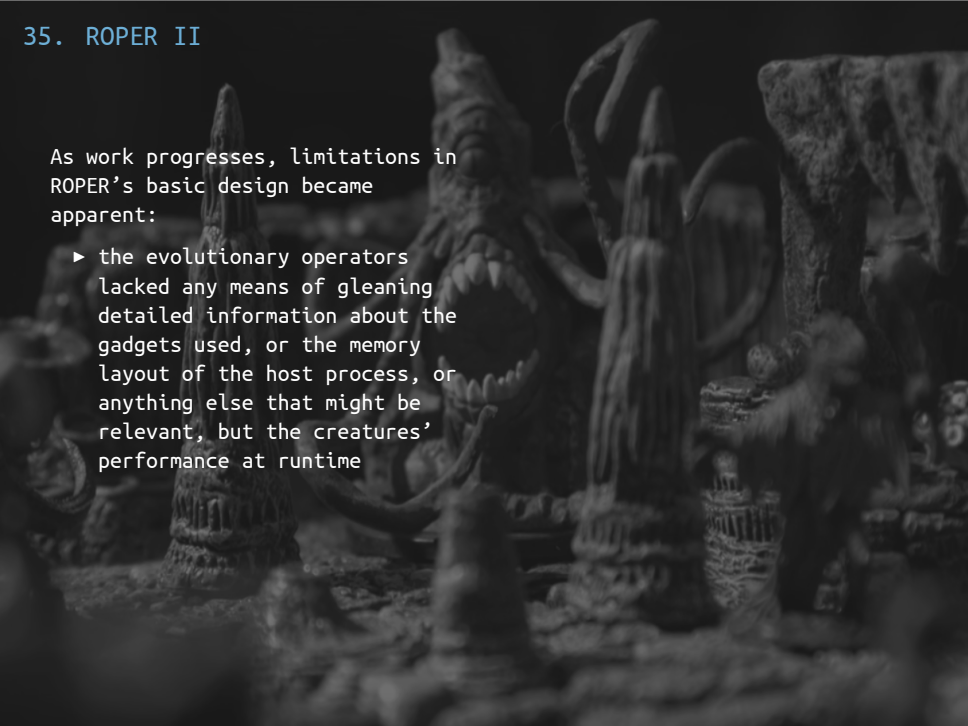 35. ROPER II
As work progresses, limitations in
ROPER’s basic design became
apparent:
▶ the evolutionary operators
lacked any means of gleaning
detailed information about the
gadgets used, or the memory
layout of the host process, or
anything else that might be
relevant, but the creatures’
performance at runtime